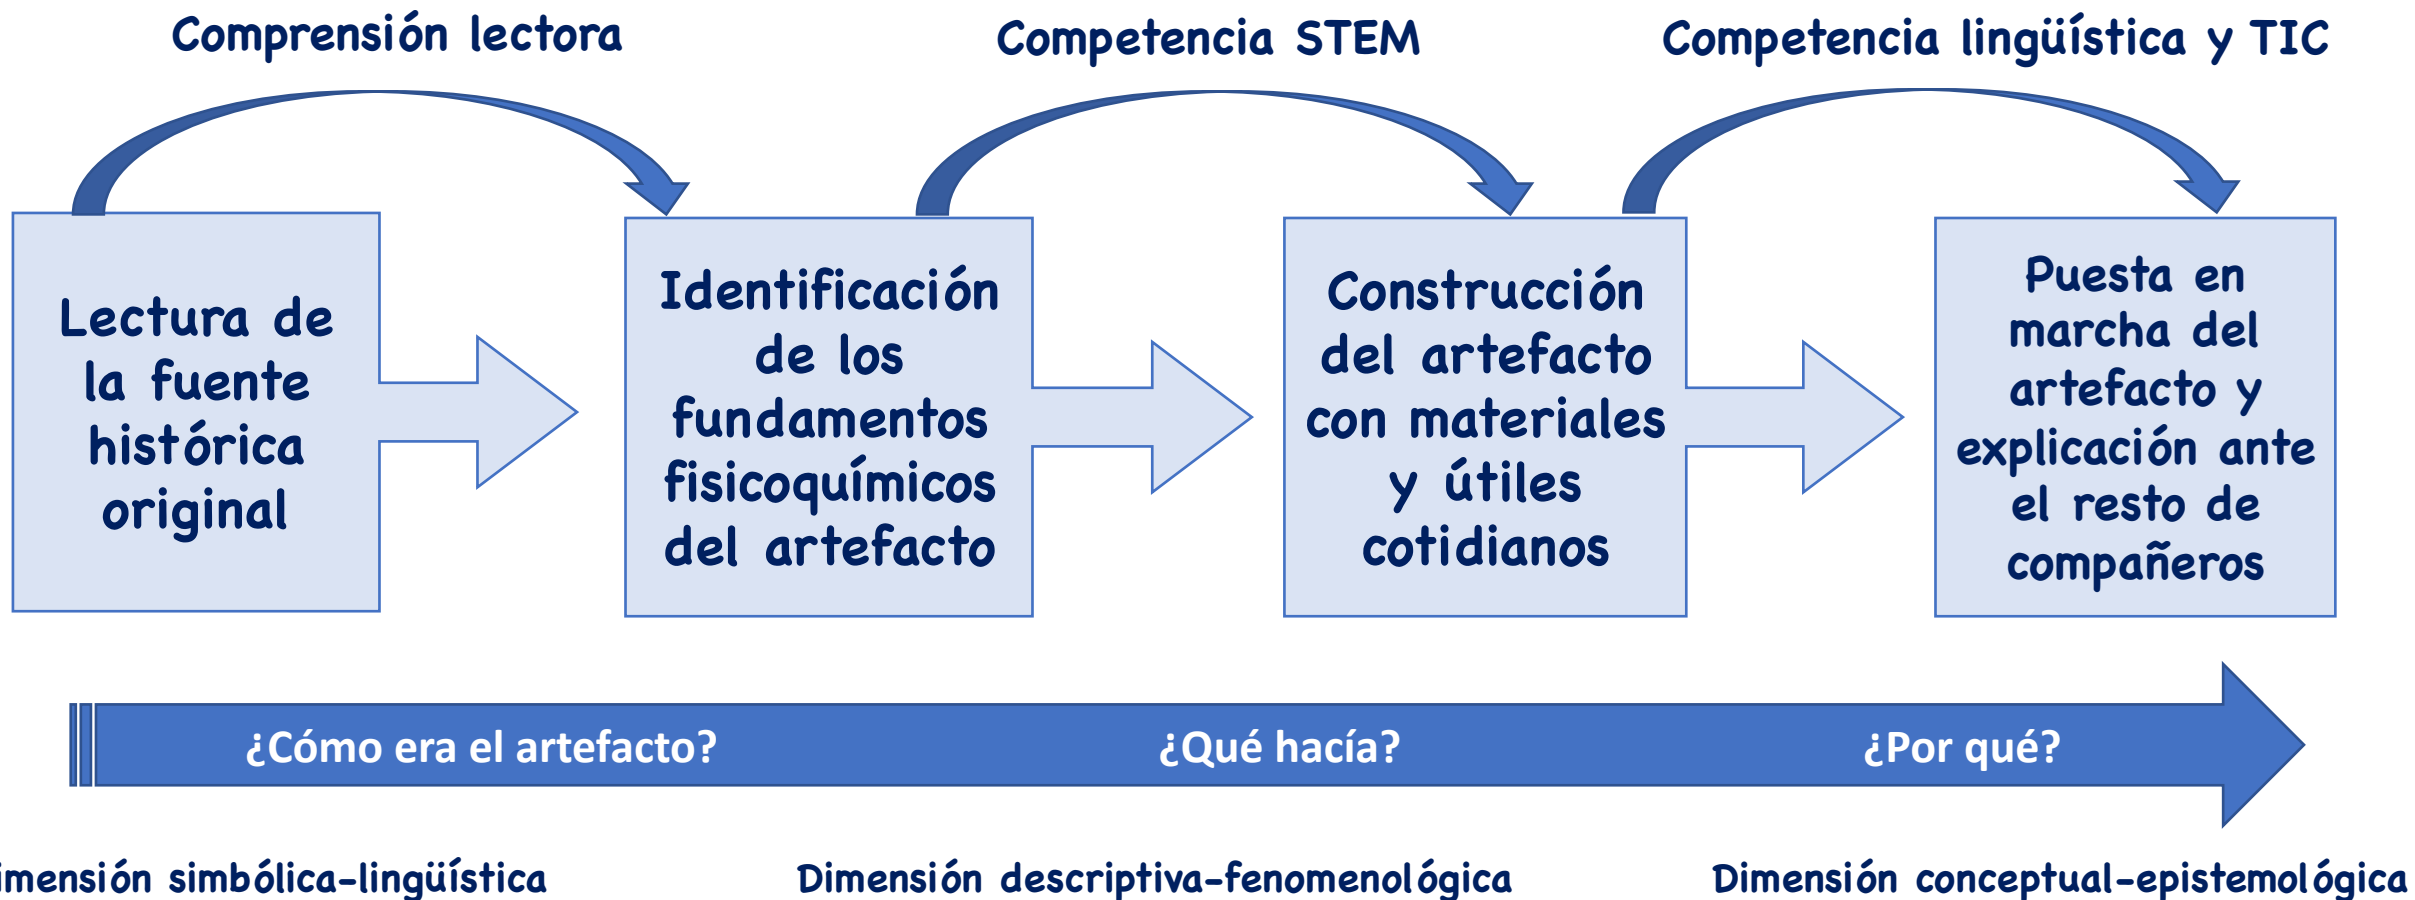 Comprensión lectora
Competencia STEM
Competencia lingüística y TIC
Lectura de
la fuente
histórica
original
Identificación
de los
fundamentos
fisicoquímicos
del artefacto
Construcción
del artefacto
con materiales
y útiles
cotidianos
Puesta en
marcha del
artefacto y
explicación ante
el resto de
compañeros
¿Cómo era el artefacto?
¿Qué hacía?
¿Por qué?
imensión simbólica-lingüística
Dimensión descriptiva-fenomenológica
Dimensión conceptual-epistemológica